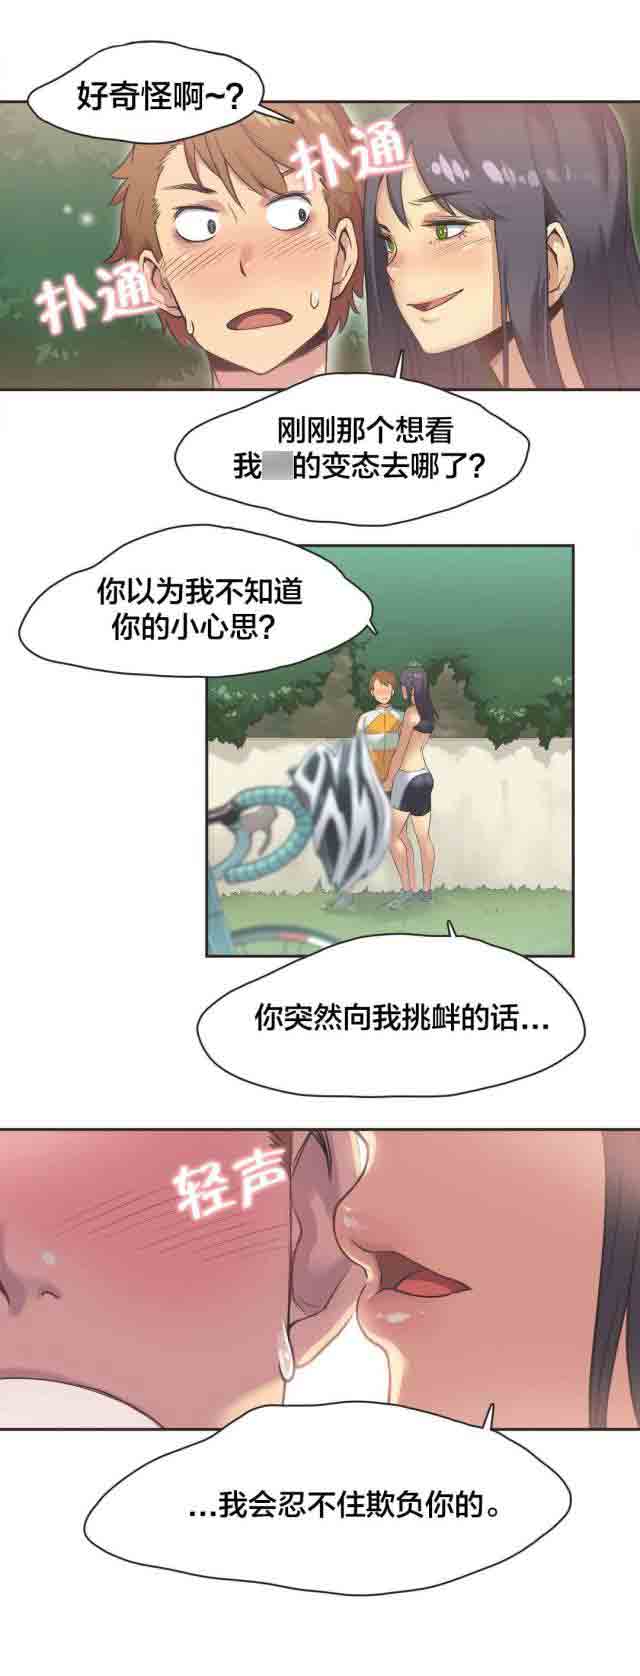 好奇怪啊~?
扑通
扑通
刚刚那个想看
我 的变态去哪了?
你以为我不知道
你的小心思?
你突然向我挑衅的话...
轻声
...我会忍不住欺负你的。